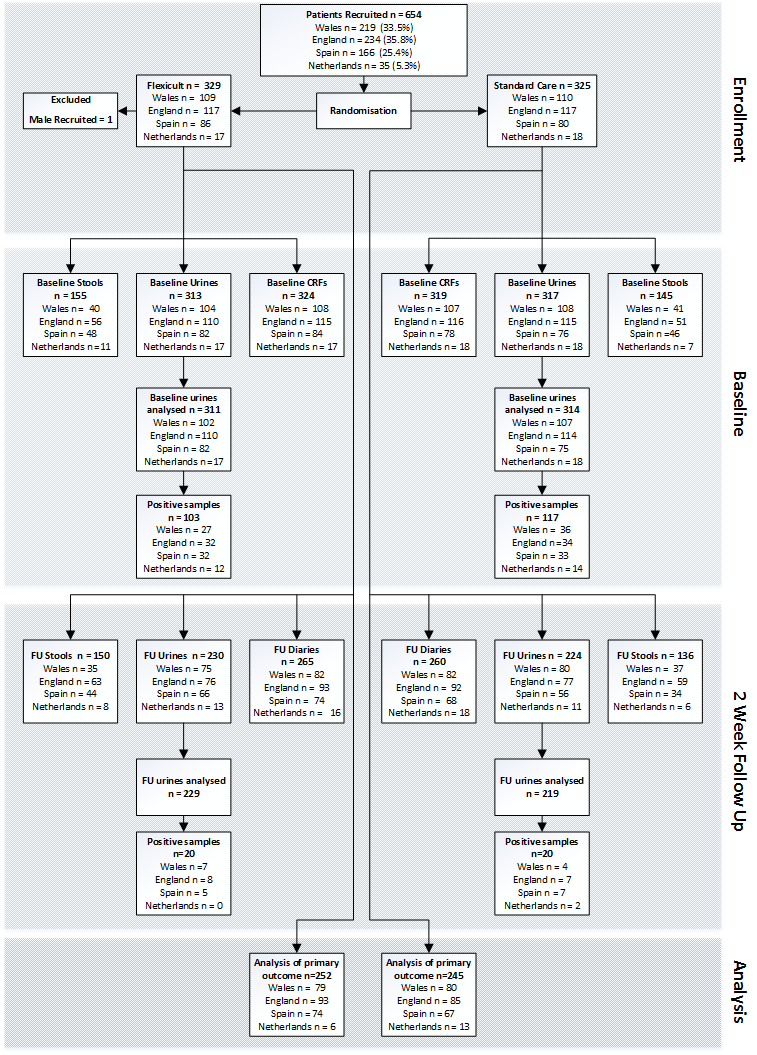 Patients Recruited n = 654
Wales n = 219 (33.5%)
England n = 234 (35.8%)
Spain n = 166 (25.4%)
Netherlands n = 35 (5.3%)
Excluded
Male Recruited = 1
Flexicult n = 329
Wales n = 109
England n = 117
Spain n = 86
Netherlands n = 17
Randomisation
Standard Care n = 325
Wales n = 110
England n = 117
Spain n = 80
Netherlands n = 18
Enrollment
Baseline Stools
n = 155
Wales n = 40
England n = 56
Spain n = 48
Netherlands n = 11
Baseline Urines
n = 313
Wales n = 104
England n = 110
Spain n = 82
Netherlands n = 17
Baseline CRFs
n = 324
Wales n = 108
England n = 115
Spain n = 84
Netherlands n = 17
Baseline CRFs
n = 319
Wales n = 107
England n = 116
Spain n = 78
Netherlands n = 18
Baseline Urines
n = 317
Wales n = 108
England n = 115
Spain n = 76
Netherlands n = 18
Baseline Stools
n = 145
Wales n = 41
England n = 51
Spain n =46
Netherlands n = 7
Baseline urines
analysed n = 311
Wales n = 102
England n =110
Spain n = 82
Netherlands n = 17
Baseline urines
analysed n = 314
Wales n = 107
England n = 114
Spain n = 75
Netherlands n = 18
Positive samples
n = 103
Wales n = 27
England n = 32
Spain n = 32
Netherlands n = 12
Positive samples
n = 117
Wales n = 36
England n =34
Spain n = 33
Netherlands n = 14
Baseline
FU Stools n = 150
Wales n = 35
England n = 63
Spain n = 44
Netherlands n = 8
FU Urines n = 230
Wales n = 75
England n = 76
Spain n = 66
Netherlands n = 13
FU Diaries
n = 265
Wales n = 82
England n = 93
Spain n = 74
Netherlands n = 16
FU Diaries
n = 260
Wales n = 82
England n = 92
Spain n = 68
Netherlands n = 18
FU Urines n = 224
Wales n = 80
England n = 77
Spain n = 56
Netherlands n = 11
FU Stools n = 136
Wales n = 37
England n = 59
Spain n = 34
Netherlands n = 6
FU urines analysed
n = 229
FU urines analysed
n = 219
Positive samples
n=20
Wales n =7
England n = 8
Spain n = 5
Netherlands n = 0
Positive samples
n=20
Wales n = 4
England n = 7
Spain n = 7
Netherlands n = 2
2 Week Follow Up
Analysis of primary
outcome n=252
Wales n = 79
England n = 93
Spain n = 74
Netherlands n = 6
Analysis of primary
outcome n=245
Wales n = 80
England n = 85
Spain n = 67
Netherlands n = 13
Analysis